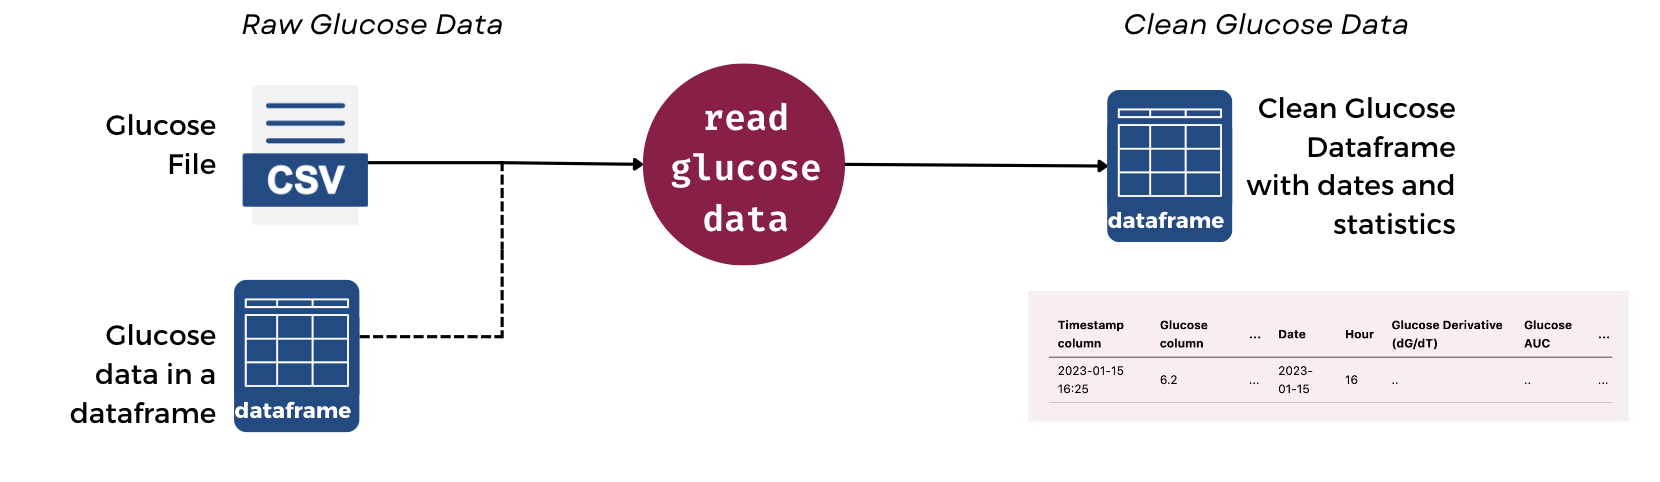 Raw Glucose Data
Clean Glucose Data
Glucose
File
CSV
read
glucose
data
dataframe
Clean Glucose
Dataframe
with dates and
statistics
Glucose
data in a
dataframe
dataframe
Timestamp column Glucose column ... Date Hour Glucose Derivative (dG/dT) Glucose AUC ...
2023-01-15 16:25 6.2 ... 2023-01-15 16 .. .. ...